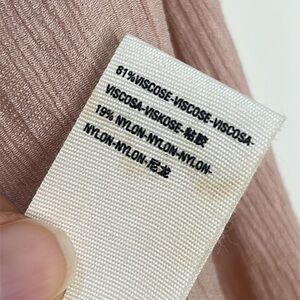 81%VISCOSE-VISCOSE-VISCOSA-
VISCOSA-VISKOSE-粘胶
19% NYLON-NYLON-NYLON-
NYLON-NYLON-尼龙